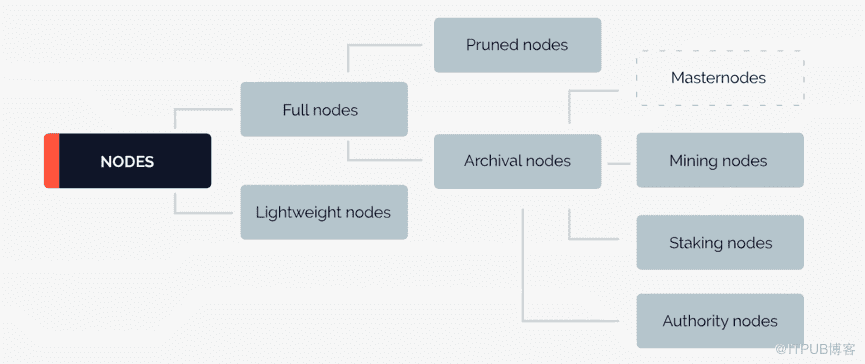 Pruned nodes
Masternodes
Full nodes
NODES
Archival nodes
Mining nodes
Lightweight nodes
Staking nodes
Authority nodes
@ITPUB博客